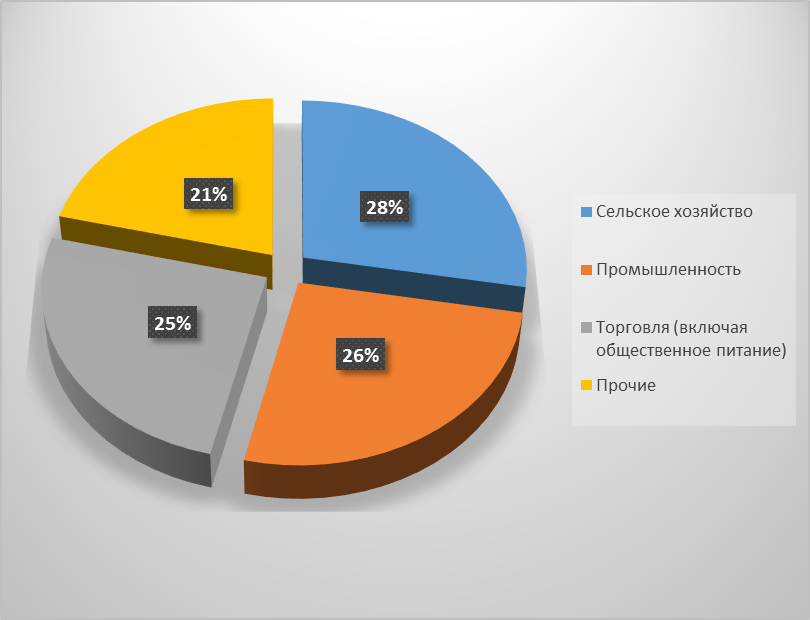 21%
28%
25%
26%
Сельское хозяйство
Промышленность
Торговля (включая
общественное питание)
Прочие